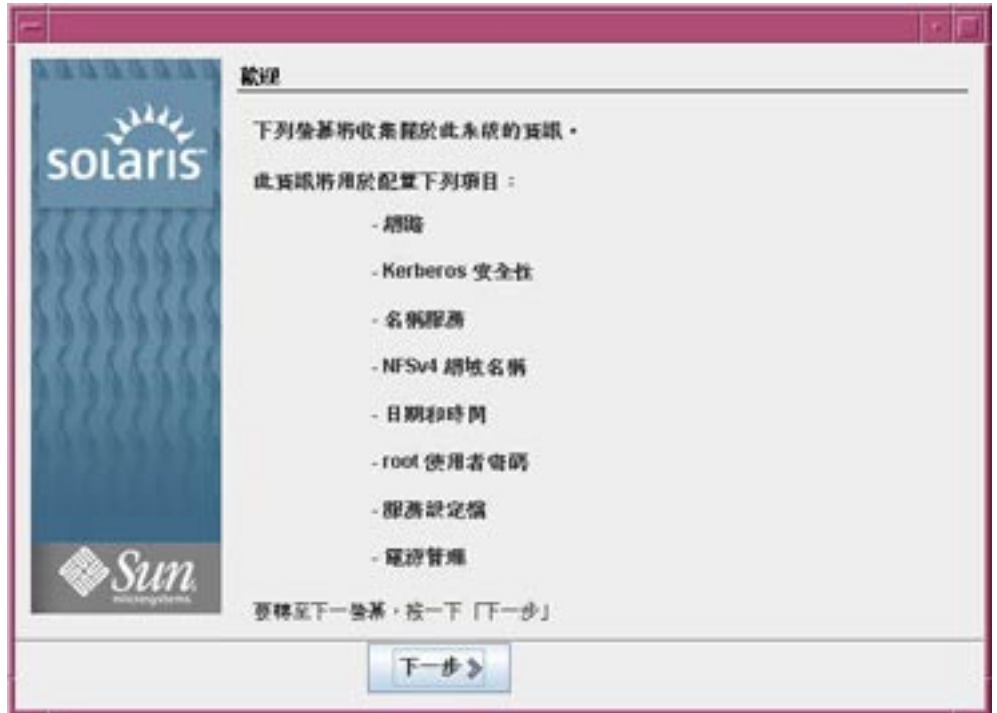 歡迎
solaris
下列螢幕將收集關於此系統的資訊。
此資訊將用於配置下列項目：
- 網路
- Kerberos 安全性
- 名稱服務
- NFSv4 網域名稱
- 日期和時間
- root 使用者密碼
- 服務設定檔
- 電源管理
Sun
microsystems
要轉至下一螢幕，按一下「下一步」
下一步